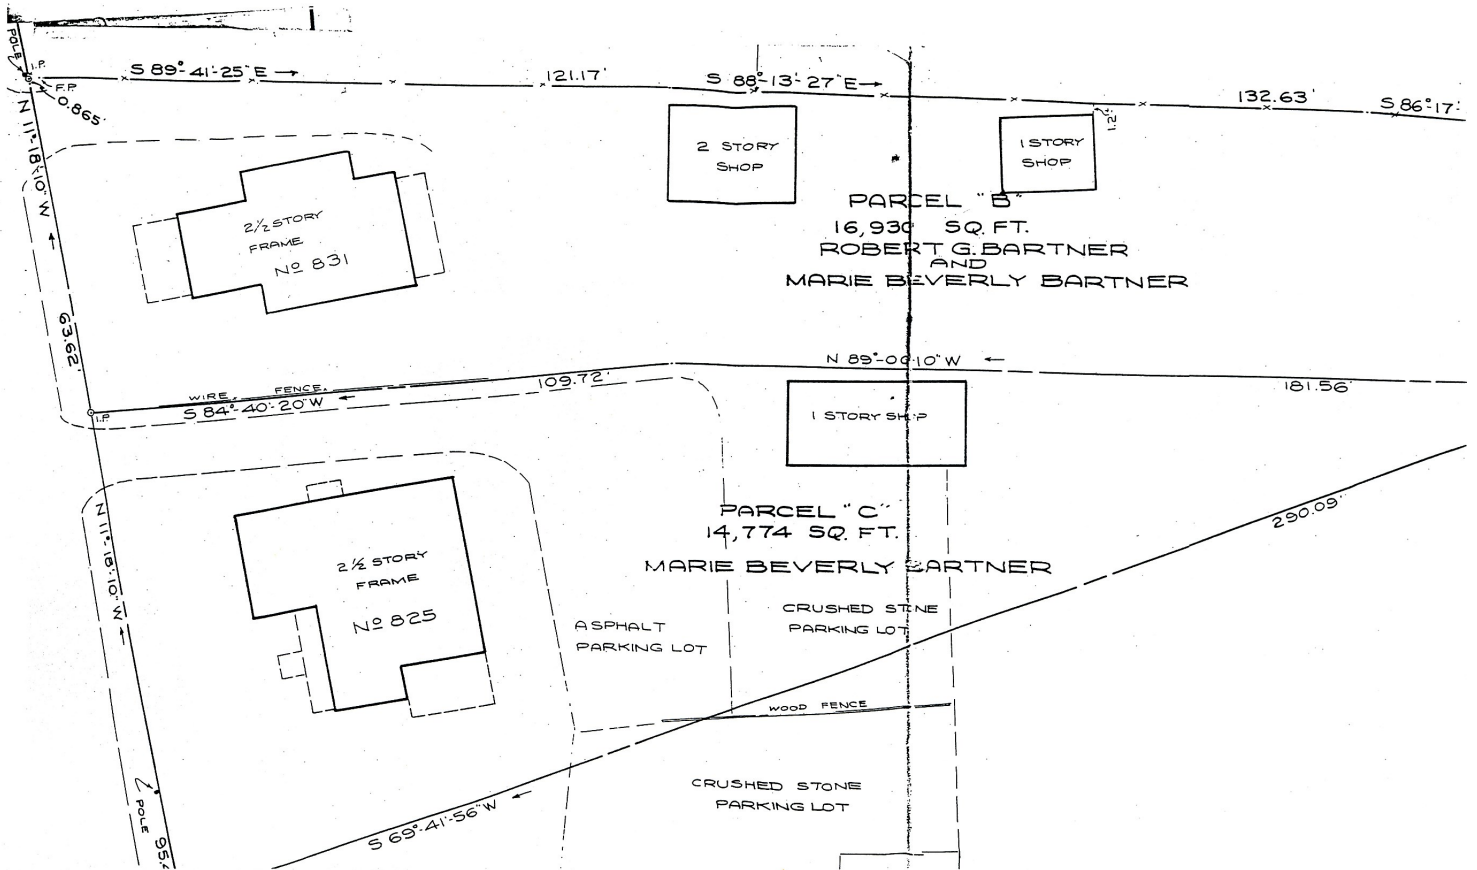 POLE
I.P.
F.P.
0.865'
S 89°-41'-25" E
121.17'
S 88°-13'-27" E
132.63'
S 86°-17'-
1.2'
N 11°-18'-10" W
63.62'
2 STORY
SHOP
1 STORY
SHOP
2 1/2 STORY
FRAME
Nº 831
PARCEL "B"
SQ. FT.
ROBERT G. BARTNER
AND
MARIE BEVERLY BARTNER
N 89°-00'-10" W
181.56'
WIRE FENCE
109.72'
S 84°-40'-20" W
I.P.
1 STORY SHOP
N 11°-18'-10" W
2 1/2 STORY
FRAME
Nº 825
PARCEL "C"
14,774 SQ. FT.
MARIE BEVERLY BARTNER
290.09'
ASPHALT
PARKING LOT
CRUSHED STONE
PARKING LOT
WOOD FENCE
CRUSHED STONE
PARKING LOT
S 69°-41'-56" W
POLE